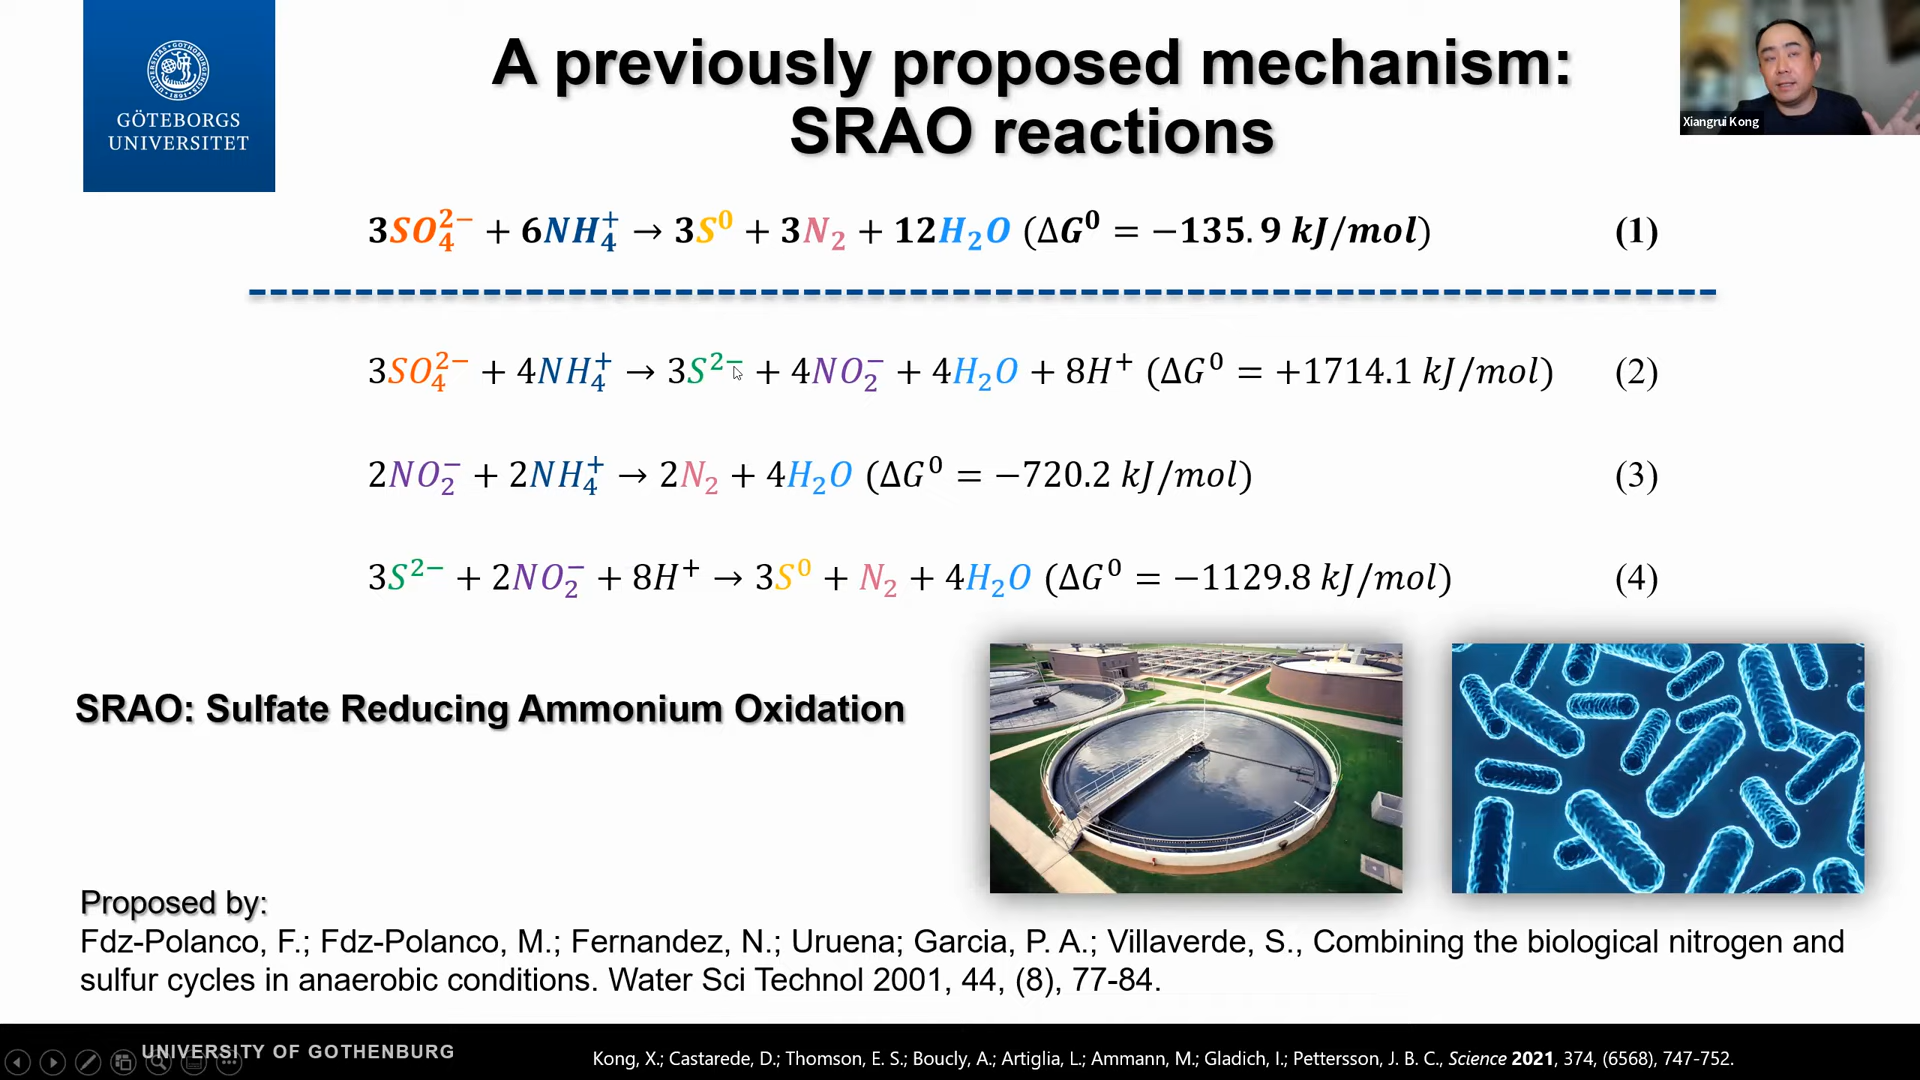 GÖTEBORGS
UNIVERSITET
A previously proposed mechanism:
SRAO reactions
Xiangrui Kong
3SO₄²⁻ + 6NH₄⁺ → 3S⁰ + 3N₂ + 12H₂O (ΔG⁰ = −135.9 kJ/mol) (1)
3SO₄²⁻ + 4NH₄⁺ → 3S²⁻ + 4NO₂⁻ + 4H₂O + 8H⁺ (ΔG⁰ = +1714.1 kJ/mol) (2)
2NO₂⁻ + 2NH₄⁺ → 2N₂ + 4H₂O (ΔG⁰ = −720.2 kJ/mol) (3)
3S²⁻ + 2NO₂⁻ + 8H⁺ → 3S⁰ + N₂ + 4H₂O (ΔG⁰ = −1129.8 kJ/mol) (4)
SRAO: Sulfate Reducing Ammonium Oxidation
Proposed by:
Fdz-Polanco, F.; Fdz-Polanco, M.; Fernandez, N.; Uruena; Garcia, P. A.; Villaverde, S., Combining the biological nitrogen and
sulfur cycles in anaerobic conditions. Water Sci Technol 2001, 44, (8), 77-84.
UNIVERSITY OF GOTHENBURG
Kong, X.; Castarede, D.; Thomson, E. S.; Boucly, A.; Artiglia, L.; Ammann, M.; Gladich, I.; Pettersson, J. B. C., Science 2021, 374, (6568), 747-752.